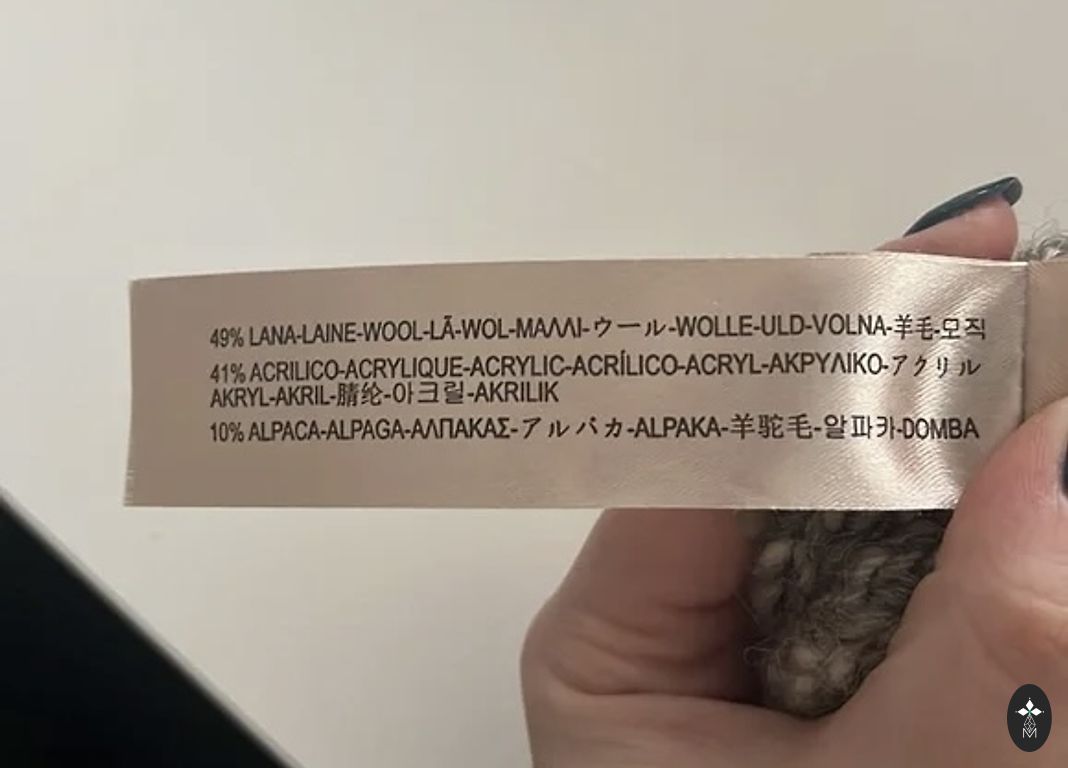 49% LANA-LAINE-WOOL-LÃ-WOL-ΜΑΛΛΙ-ウール-WOLLE-ULD-VOLNA-羊毛-모직
41% ACRILICO-ACRYLIQUE-ACRYLIC-ACRÍLICO-ACRYL-ΑΚΡΥΛΙΚΟ-アクリル
AKRYL-AKRIL-腈纶-아크릴-AKRILIK
10% ALPACA-ALPAGA-ΑΛΠΑΚΑΣ-アルパカ-ALPAKA-羊驼毛-알파카-DOMBA
M